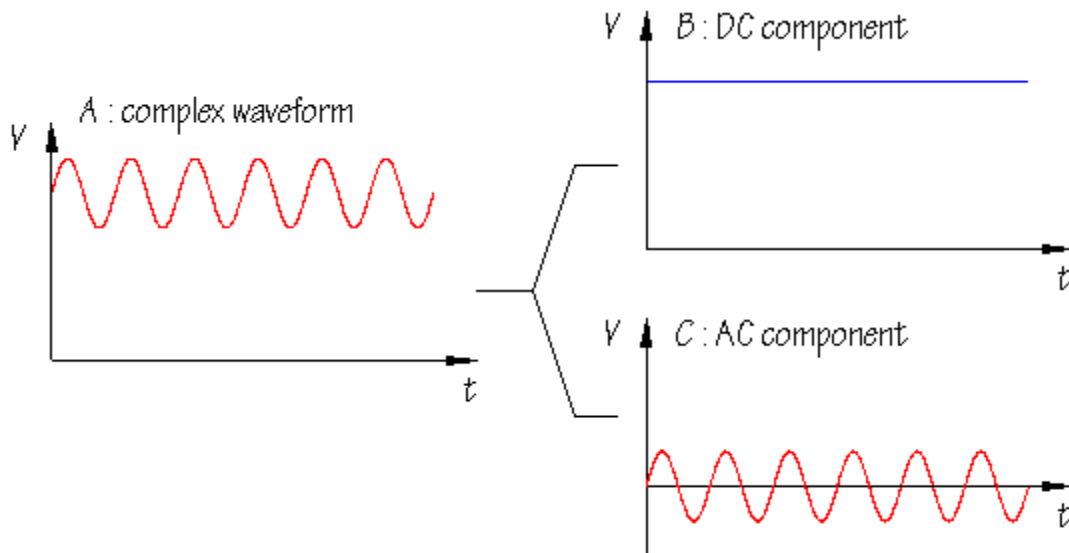 A : complex waveform
V
t
V
B : DC component
t
V
C : AC component
t